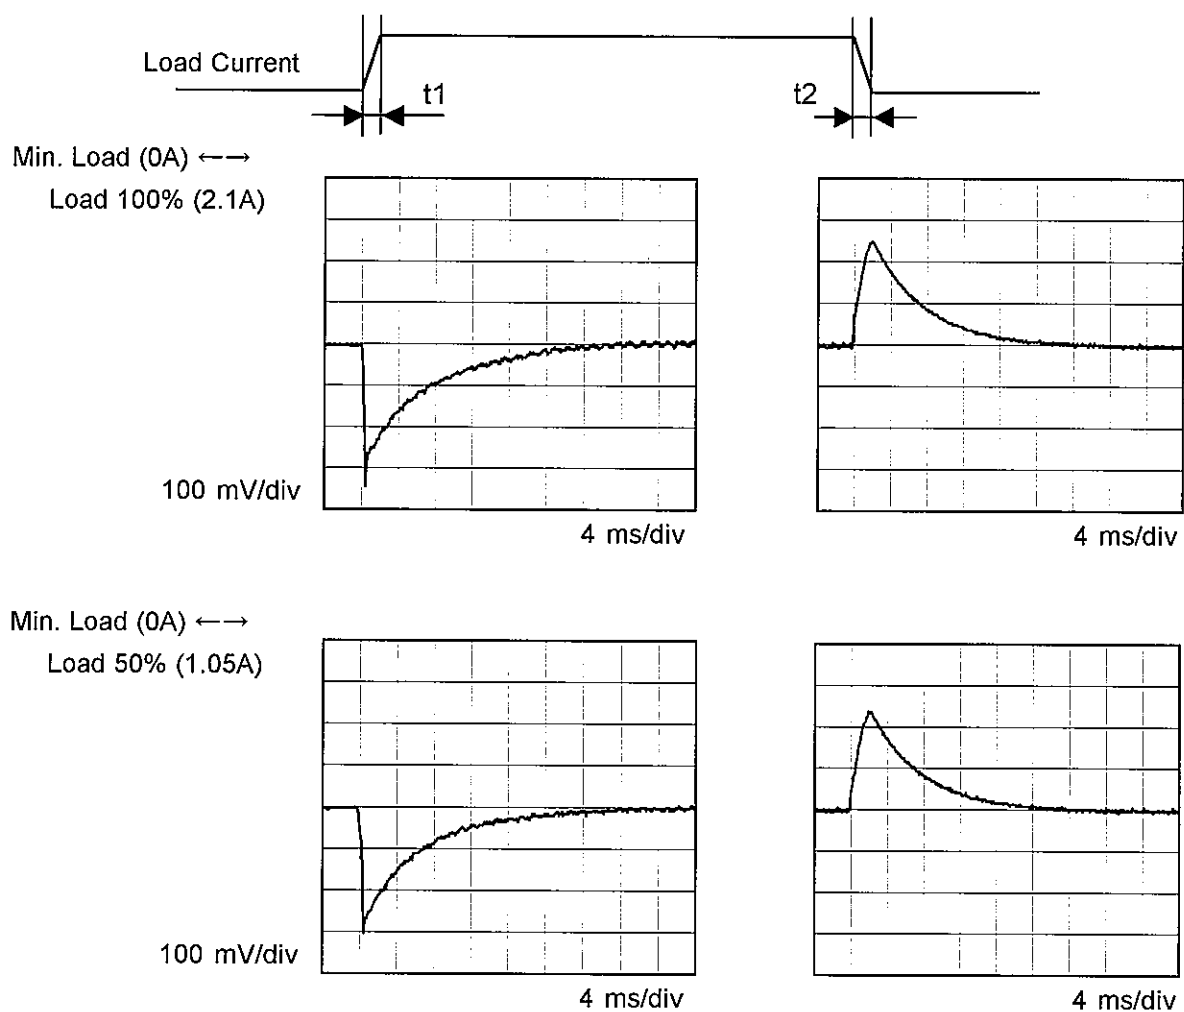 Load Current
t1
t2
Min. Load (0A) ←→
Load 100% (2.1A)
100 mV/div
4 ms/div
4 ms/div
Min. Load (0A) ←→
Load 50% (1.05A)
100 mV/div
4 ms/div
4 ms/div